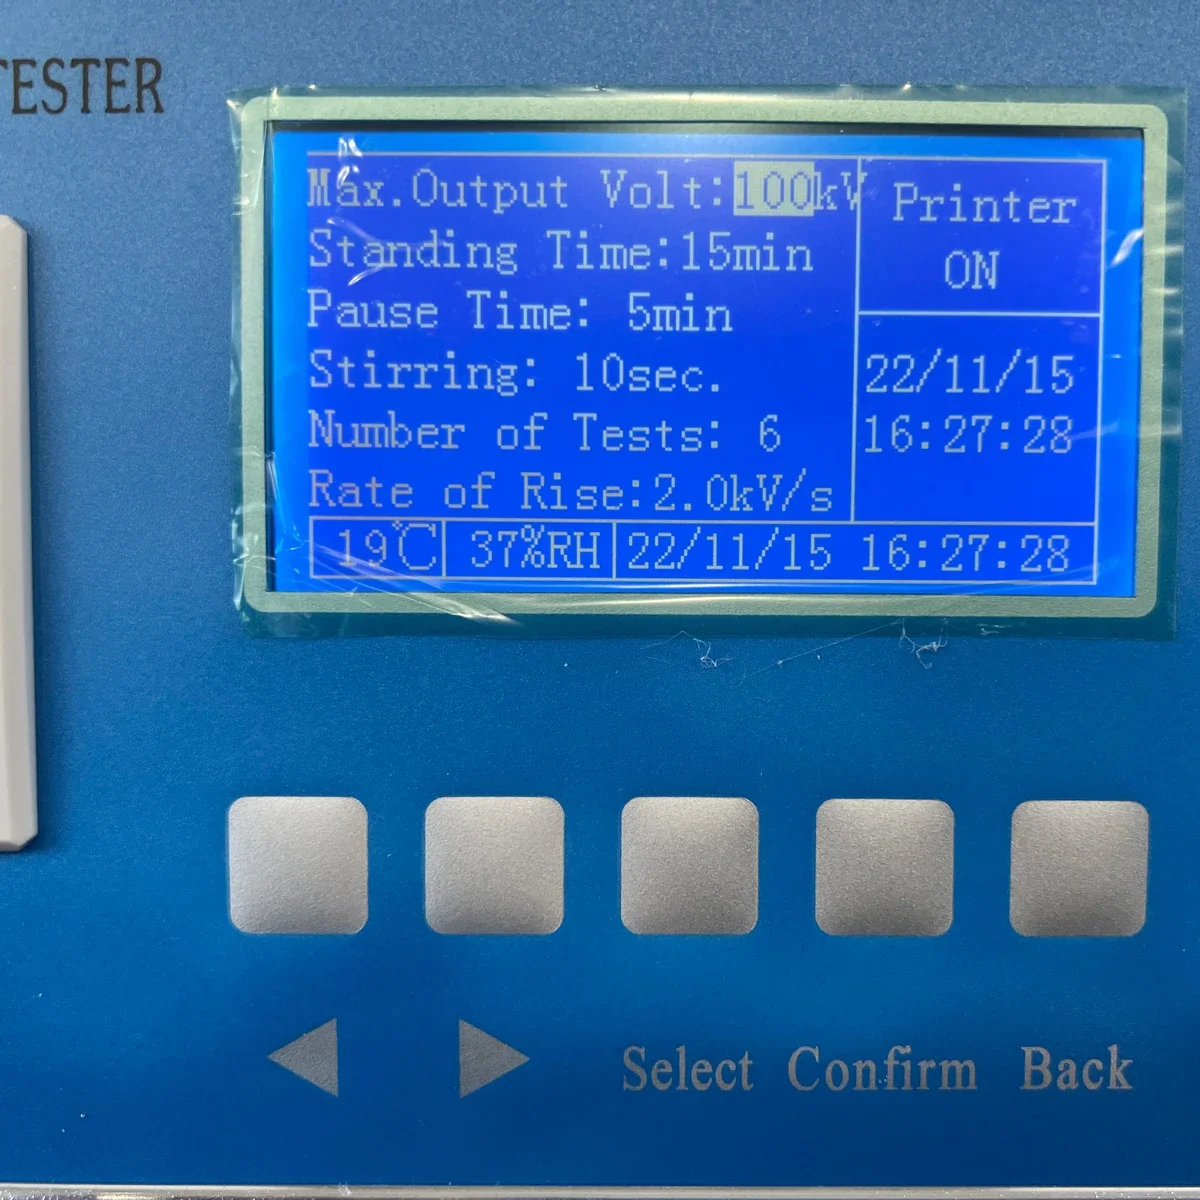 TESTER
Max.Output Volt:100kV
Standing Time:15min
Pause Time: 5min
Stirring: 10sec.
Number of Tests: 6
Rate of Rise:2.0kV/s
Printer
ON
22/11/15
16:27:28
19℃ 37%RH 22/11/15 16:27:28
Select Confirm Back